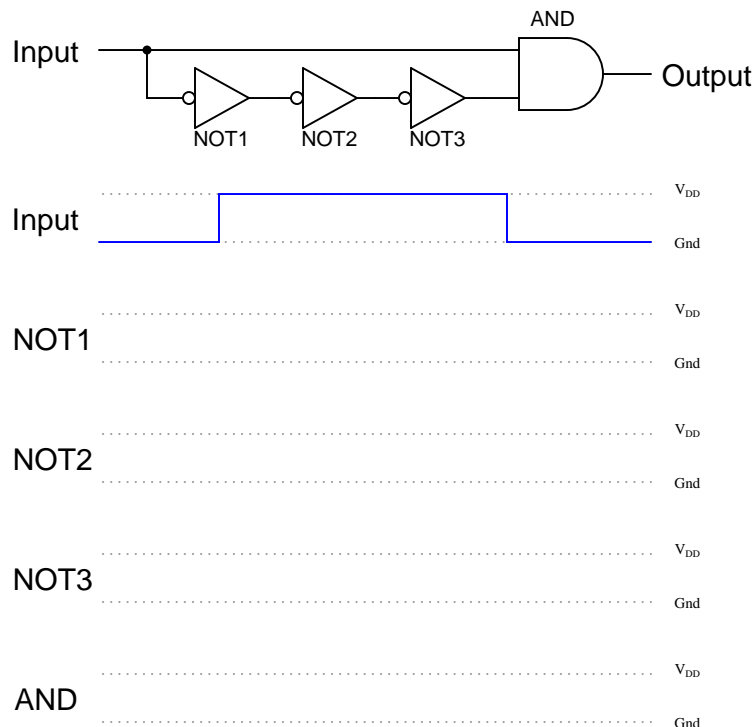 AND
Input
Output
NOT1 NOT2 NOT3
V_DD
Input
Gnd
V_DD
NOT1
Gnd
V_DD
NOT2
Gnd
V_DD
NOT3
Gnd
V_DD
AND
Gnd